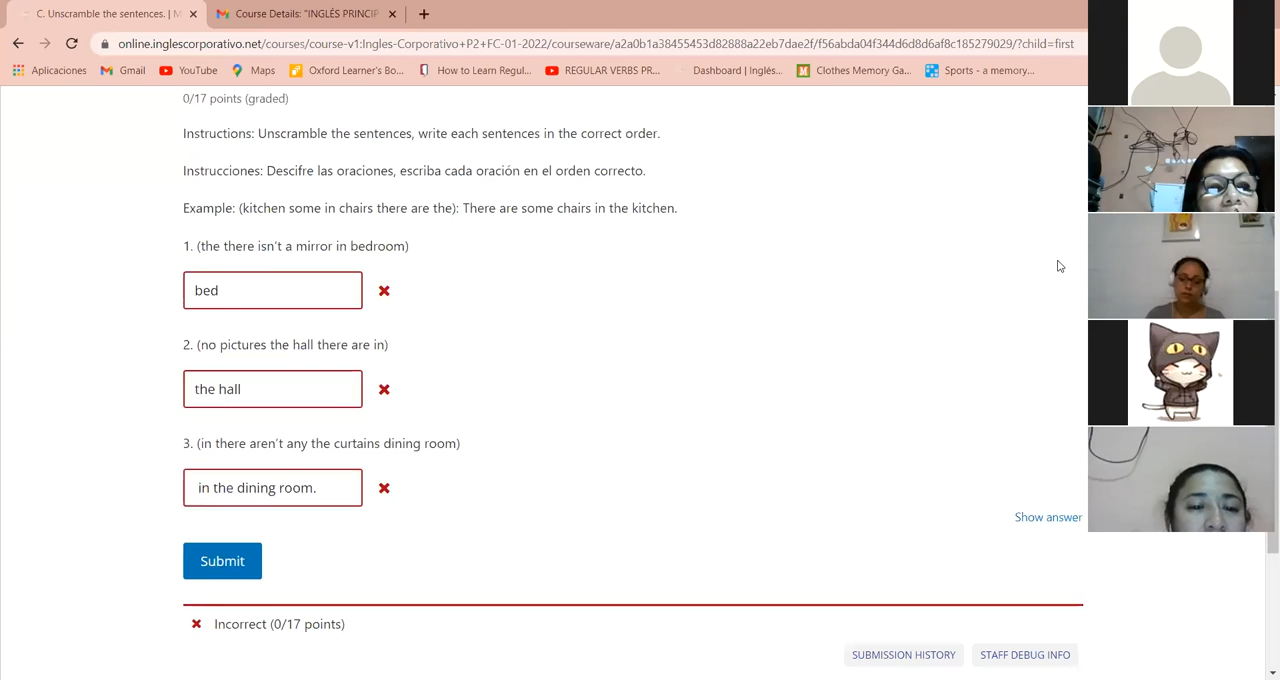 C. Unscramble the sentences. | M
Course Details: "INGLÉS PRINCIP
online.inglescorporativo.net/courses/course-v1:Ingles-Corporativo+P2+FC-01-2022/courseware/a2a0b1a38455453d82888a22eb7dae2f/f56abda04f344d6d8d6af8c185279029/?child=first
Aplicaciones
Gmail
YouTube
Maps
Oxford Learner's Bo...
How to Learn Regul...
REGULAR VERBS PR...
Dashboard | Inglés...
Clothes Memory Ga...
Sports - a memory...
0/17 points (graded)
Instructions: Unscramble the sentences, write each sentences in the correct order.
Instrucciones: Descifre las oraciones, escriba cada oración en el orden correcto.
Example: (kitchen some in chairs there are the): There are some chairs in the kitchen.
1. (the there isn't a mirror in bedroom)
bed
2. (no pictures the hall there are in)
the hall
3. (in there aren't any the curtains dining room)
in the dining room.
Show answer
Submit
Incorrect (0/17 points)
SUBMISSION HISTORY
STAFF DEBUG INFO